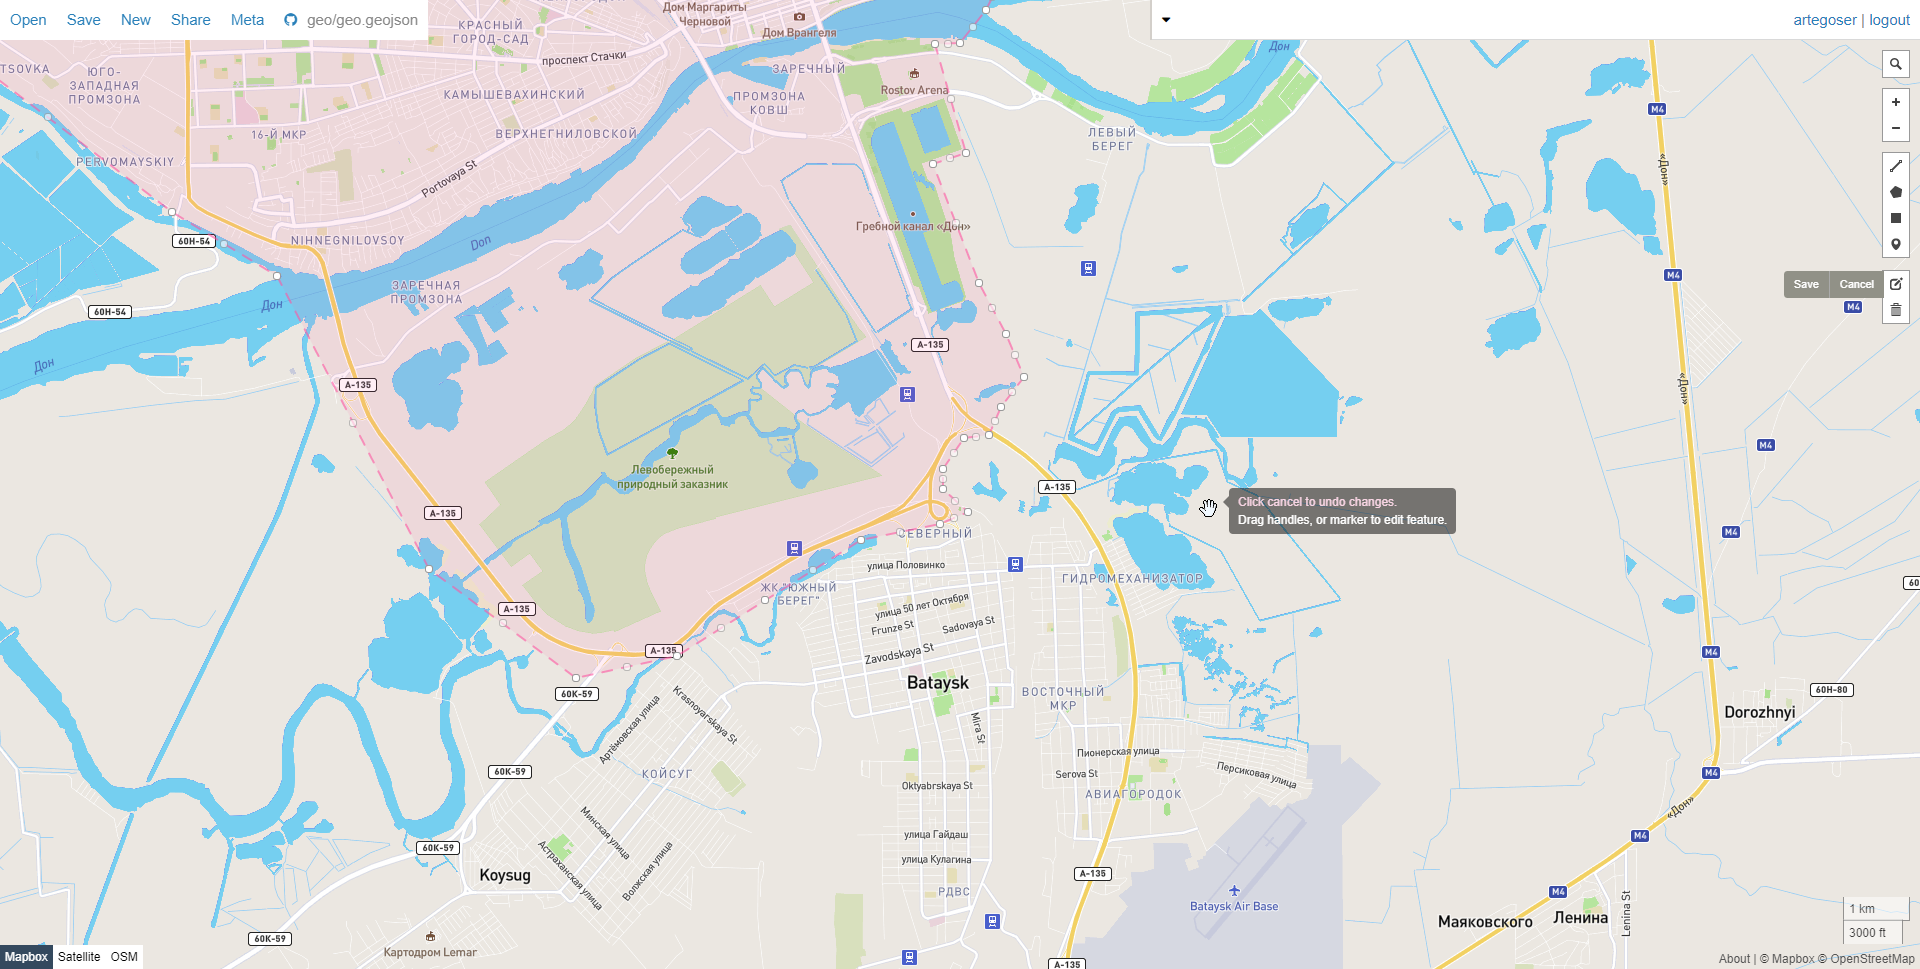 Open Save New Share Meta geo/geo.geojson
artegoser | logout
Дом Маргариты
Черновой
Дом Врангеля
КРАСНЫЙ
ГОРОД-САД
проспект Стачки
ЗАРЕЧНЫЙ
Дон
TSOVKA
ЮГО-
ЗАПАДНАЯ
ПРОМЗОНА
КАМЫШЕВАХИНСКИЙ
ПРОМЗОНА
КОВШ
Rostov Arena
M4
16-Й МКР
ВЕРХНЕГНИЛОВСКОЙ
ЛЕВЫЙ
БЕРЕГ
PERVOMAYSKIY
Portovaya St
«Дон»
Гребной канал «Дон»
60Н-54
NIHNEGNILOVSOY
Don
M4
ЗАРЕЧНАЯ
ПРОМЗОНА
Save Cancel
Дон
60Н-54
M4
A-135
Дон
A-135
«Дон»
M4
Левобережный
природный заказник
A-135
Click cancel to undo changes.
Drag handles, or marker to edit feature.
A-135
СЕВЕРНЫЙ
M4
улица Половинко
ГИДРОМЕХАНИЗАТОР
60
ЖК "ЮЖНЫЙ
БЕРЕГ"
A-135
улица 50 лет Октября
Frunze St
Sadovaya St
A-135
Zavodskaya St
M4
Bataysk
60К-59
ВОСТОЧНЫЙ
МКР
60Н-80
Krasnoyarskaya St
Артёмовская улица
Mira St
Dorozhnyi
Пионерская улица
60К-59
КОЙСУГ
Serova St
Персиковая улица
M4
Oktyabrskaya St
АВИАГОРОДОК
«Дон»
Минская улица
улица Гайдаш
M4
60К-59
Астраханская улица
Волжская улица
улица Кулагина
Koysug
A-135
РДВС
M4
Bataysk Air Base
Маяковского
Ленина
Lenina St
1 km
3000 ft
60К-59
Картодром Lemar
A-135
Mapbox Satellite OSM
About | © Mapbox © OpenStreetMap